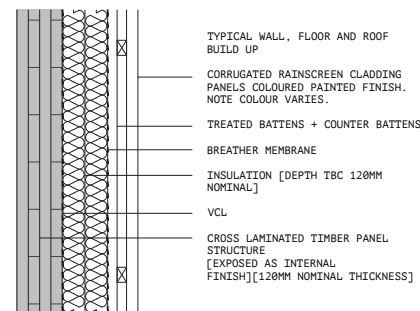 TYPICAL WALL, FLOOR AND ROOF
BUILD UP
CORRUGATED RAINSCREEN CLADDING
PANELS COLOURED PAINTED FINISH.
NOTE COLOUR VARIES.
TREATED BATTENS + COUNTER BATTENS
BREATHER MEMBRANE
INSULATION [DEPTH TBC 120MM
NOMINAL]
VCL
CROSS LAMINATED TIMBER PANEL
STRUCTURE
[EXPOSED AS INTERNAL
FINISH][120MM NOMINAL THICKNESS]